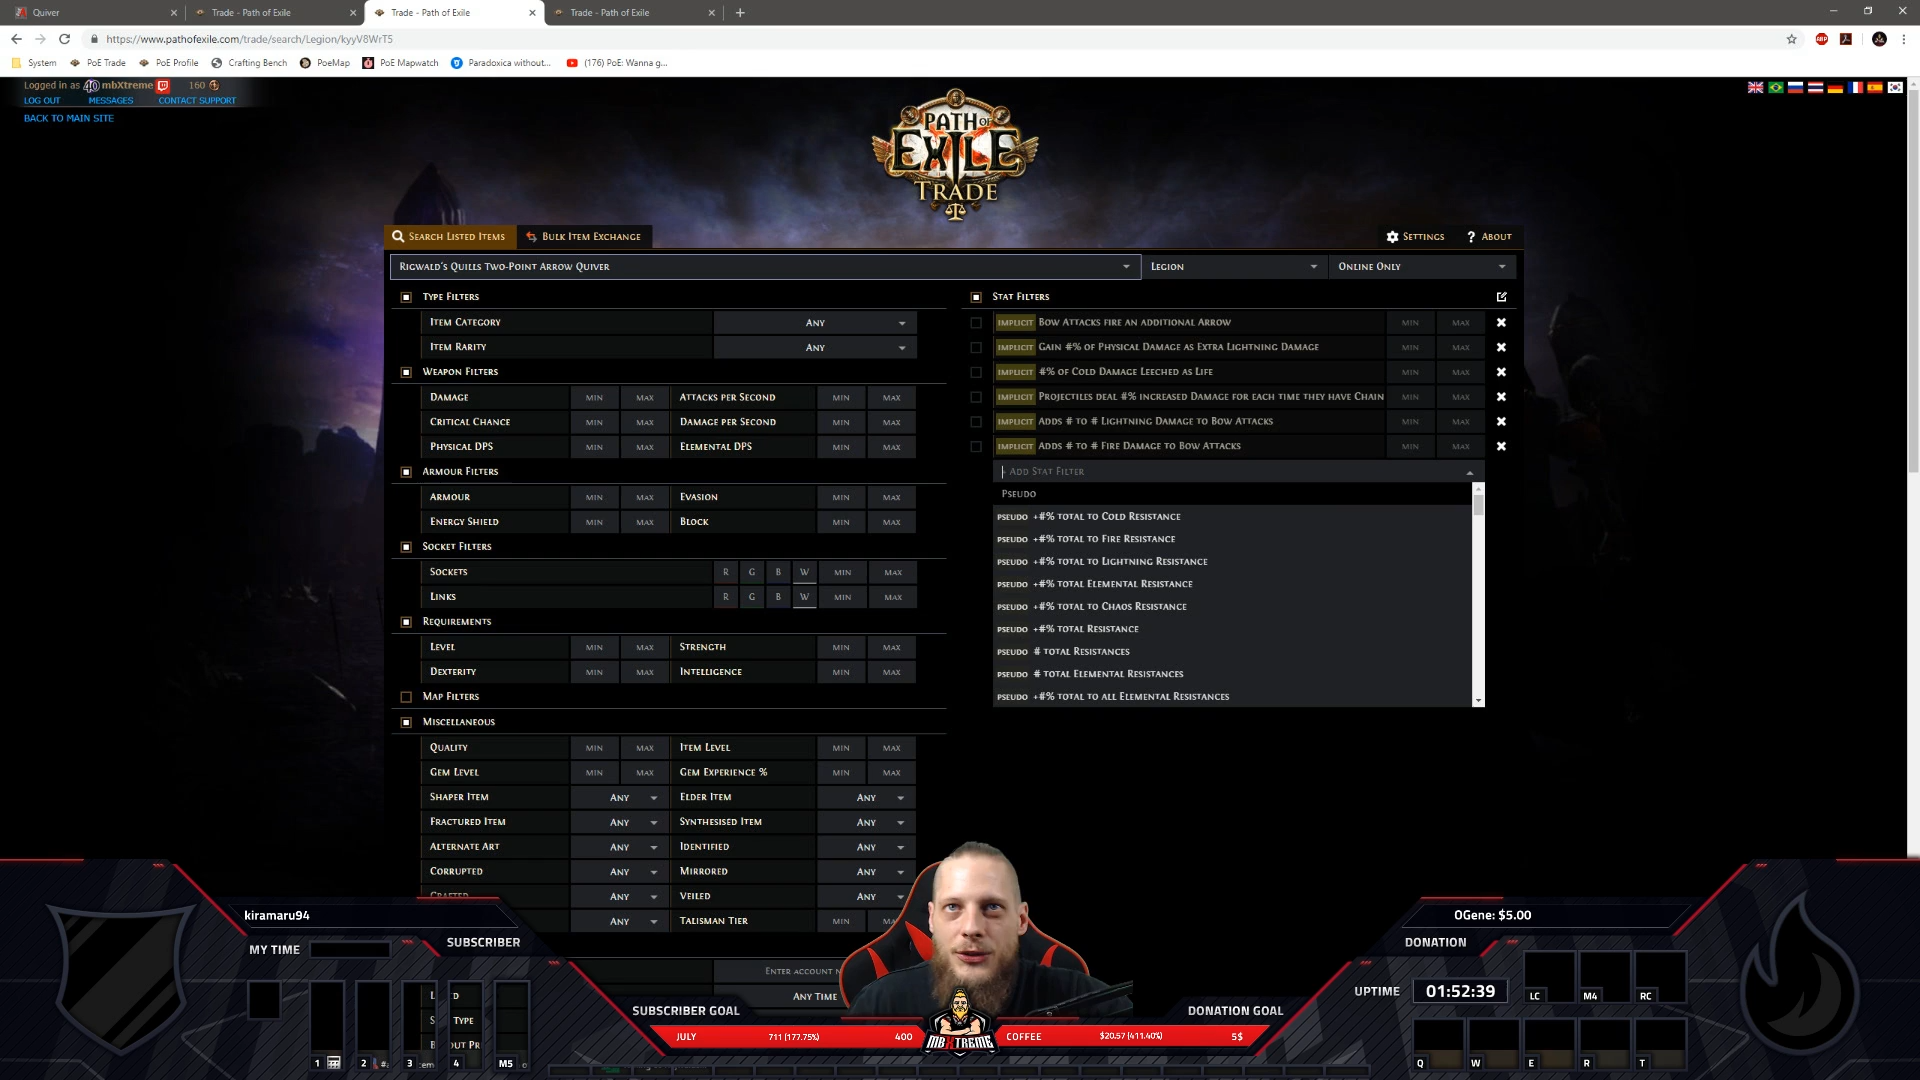 Quiver
Trade - Path of Exile
Trade - Path of Exile
Trade - Path of Exile
https://www.pathofexile.com/trade/search/Legion/kyyV8WrT5
System
PoE Trade
PoE Profile
Crafting Bench
PoeMap
PoE Mapwatch
Paradoxica without...
(176) PoE: Wanna g...
Logged in as mbXtreme 160
LOG OUT MESSAGES CONTACT SUPPORT
BACK TO MAIN SITE
PATH OF
EXILE
TRADE
SEARCH LISTED ITEMS
BULK ITEM EXCHANGE
SETTINGS
? ABOUT
RIGWALD'S QUILLS TWO-POINT ARROW QUIVER
LEGION
ONLINE ONLY
TYPE FILTERS
ITEM CATEGORY ANY
ITEM RARITY ANY
WEAPON FILTERS
DAMAGE MIN MAX ATTACKS PER SECOND MIN MAX
CRITICAL CHANCE MIN MAX DAMAGE PER SECOND MIN MAX
PHYSICAL DPS MIN MAX ELEMENTAL DPS MIN MAX
ARMOUR FILTERS
ARMOUR MIN MAX EVASION MIN MAX
ENERGY SHIELD MIN MAX BLOCK MIN MAX
SOCKET FILTERS
SOCKETS R G B W MIN MAX
LINKS R G B W MIN MAX
REQUIREMENTS
LEVEL MIN MAX STRENGTH MIN MAX
DEXTERITY MIN MAX INTELLIGENCE MIN MAX
MAP FILTERS
MISCELLANEOUS
QUALITY MIN MAX ITEM LEVEL MIN MAX
GEM LEVEL MIN MAX GEM EXPERIENCE % MIN MAX
SHAPER ITEM ANY ELDER ITEM ANY
FRACTURED ITEM ANY SYNTHESISED ITEM ANY
ALTERNATE ART ANY IDENTIFIED ANY
CORRUPTED ANY MIRRORED ANY
CRAFTED ANY VEILED ANY
ANY TALISMAN TIER MIN
ENTER ACCOUNT
ANY TIME
STAT FILTERS
IMPLICIT BOW ATTACKS FIRE AN ADDITIONAL ARROW MIN MAX
IMPLICIT GAIN #% OF PHYSICAL DAMAGE AS EXTRA LIGHTNING DAMAGE MIN MAX
IMPLICIT #% OF COLD DAMAGE LEECHED AS LIFE MIN MAX
IMPLICIT PROJECTILES DEAL #% INCREASED DAMAGE FOR EACH TIME THEY HAVE CHAIN MIN MAX
IMPLICIT ADDS # TO # LIGHTNING DAMAGE TO BOW ATTACKS MIN MAX
IMPLICIT ADDS # TO # FIRE DAMAGE TO BOW ATTACKS MIN MAX
ADD STAT FILTER
PSEUDO
PSEUDO +#% TOTAL TO COLD RESISTANCE
PSEUDO +#% TOTAL TO FIRE RESISTANCE
PSEUDO +#% TOTAL TO LIGHTNING RESISTANCE
PSEUDO +#% TOTAL ELEMENTAL RESISTANCE
PSEUDO +#% TOTAL TO CHAOS RESISTANCE
PSEUDO +#% TOTAL RESISTANCE
PSEUDO # TOTAL RESISTANCES
PSEUDO # TOTAL ELEMENTAL RESISTANCES
PSEUDO +#% TOTAL TO ALL ELEMENTAL RESISTANCES
kiramaru94
SUBSCRIBER
MY TIME
TYPE
1 2 3 4 M5
SUBSCRIBER GOAL
JULY 711 (177.75%) 400
MBXTREME
DONATION GOAL
COFFEE $20.57 (411.40%) 5$
OGene: $5.00
DONATION
UPTIME 01:52:39
LC M4 RC
Q W E R T